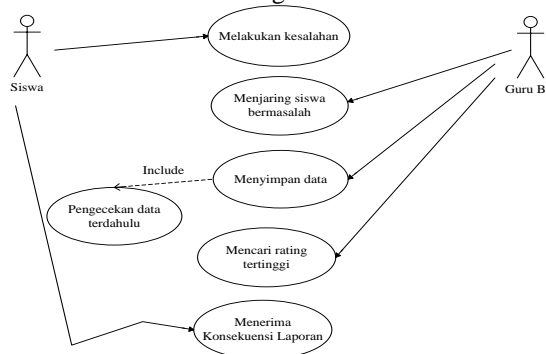 Melakukan kesalahan
Siswa
Guru B
Menjaring siswa
bermasalah
Include
Menyimpan data
Pengecekan data
terdahulu
Mencari rating
tertinggi
Menerima
Konsekuensi Laporan